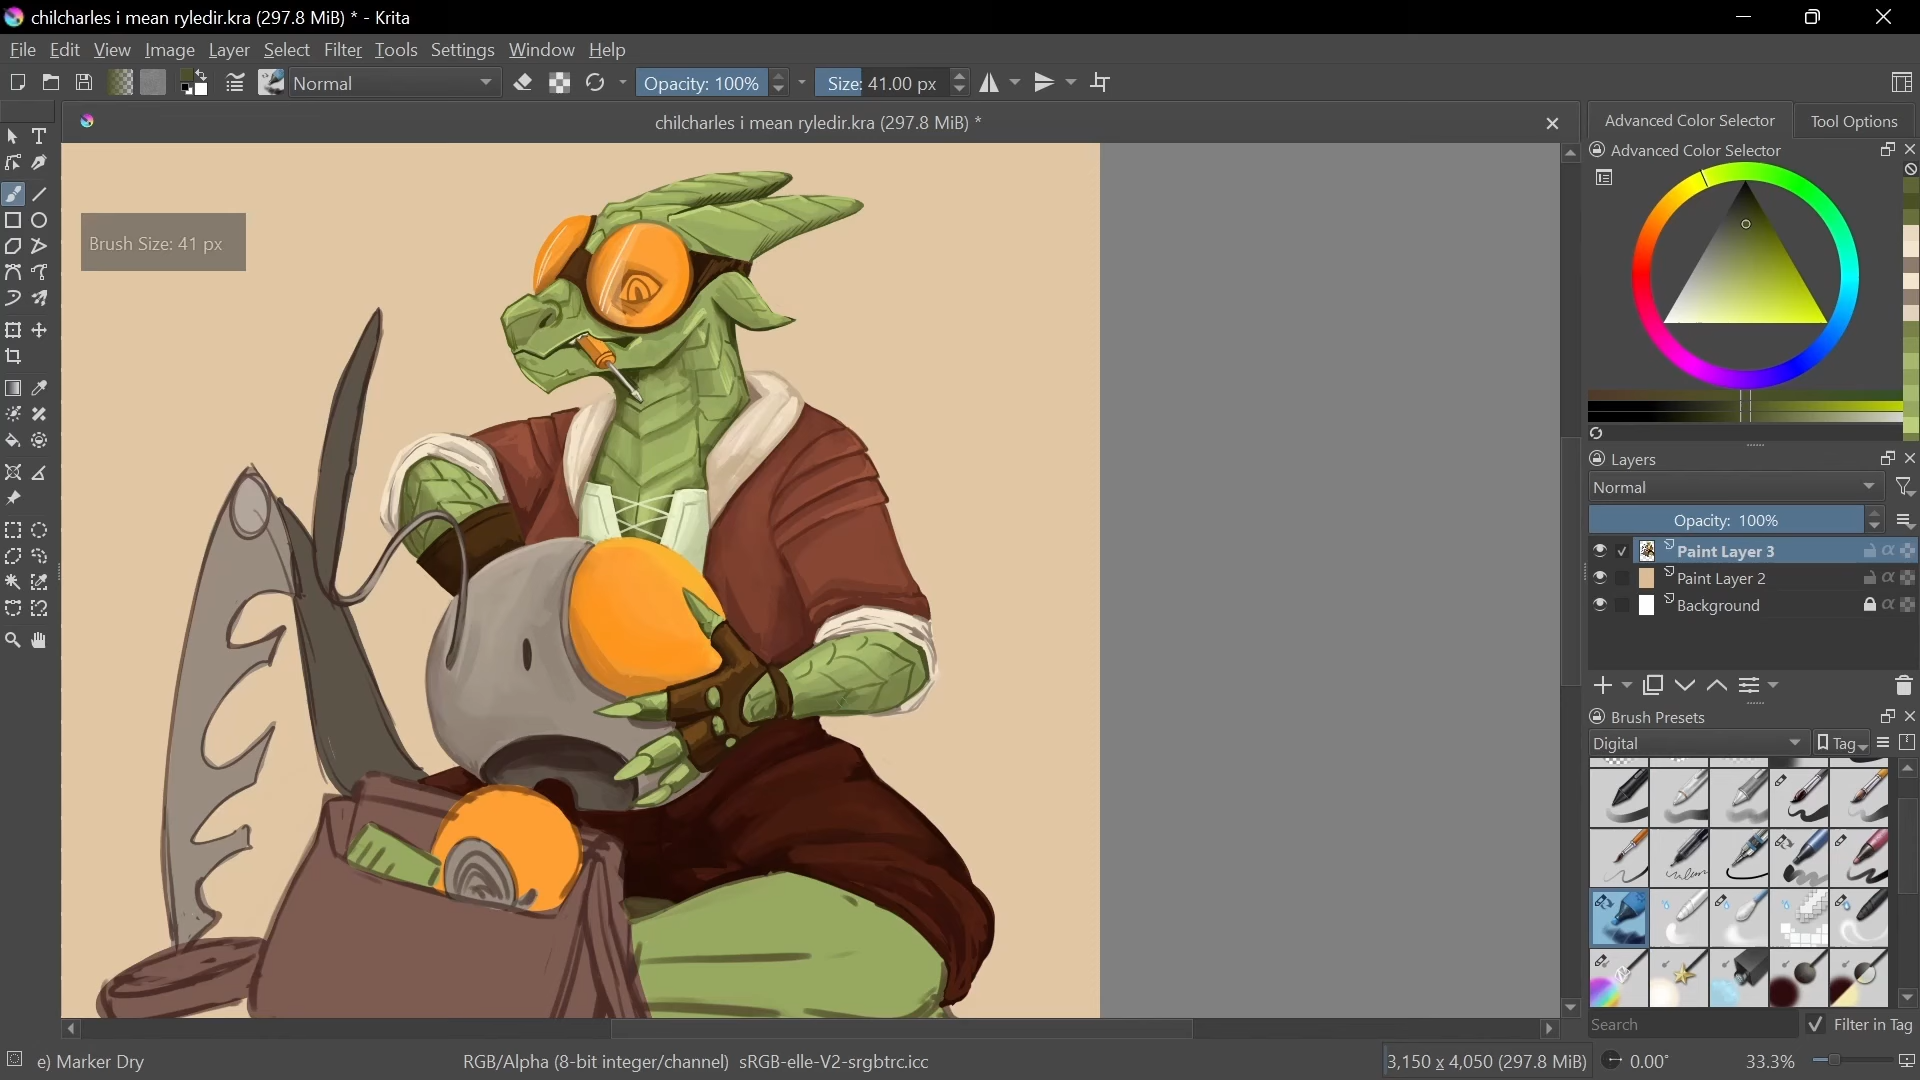 chilcharles i mean ryledir.kra (297.8 MiB) * - Krita
File Edit View Image Layer Select Filter Tools Settings Window Help
Normal Opacity: 100% Size: 41.00 px
chilcharles i mean ryledir.kra (297.8 MiB) *
Advanced Color Selector Tool Options
Advanced Color Selector
Brush Size: 41 px
Layers
Normal
Opacity: 100%
Paint Layer 3
Paint Layer 2
Background
Brush Presets
Digital Tag
Search Filter in Tag
e) Marker Dry RGB/Alpha (8-bit integer/channel) sRGB-elle-V2-srgbtrc.icc 3,150 x 4,050 (297.8 MiB) 0.00° 33.3%